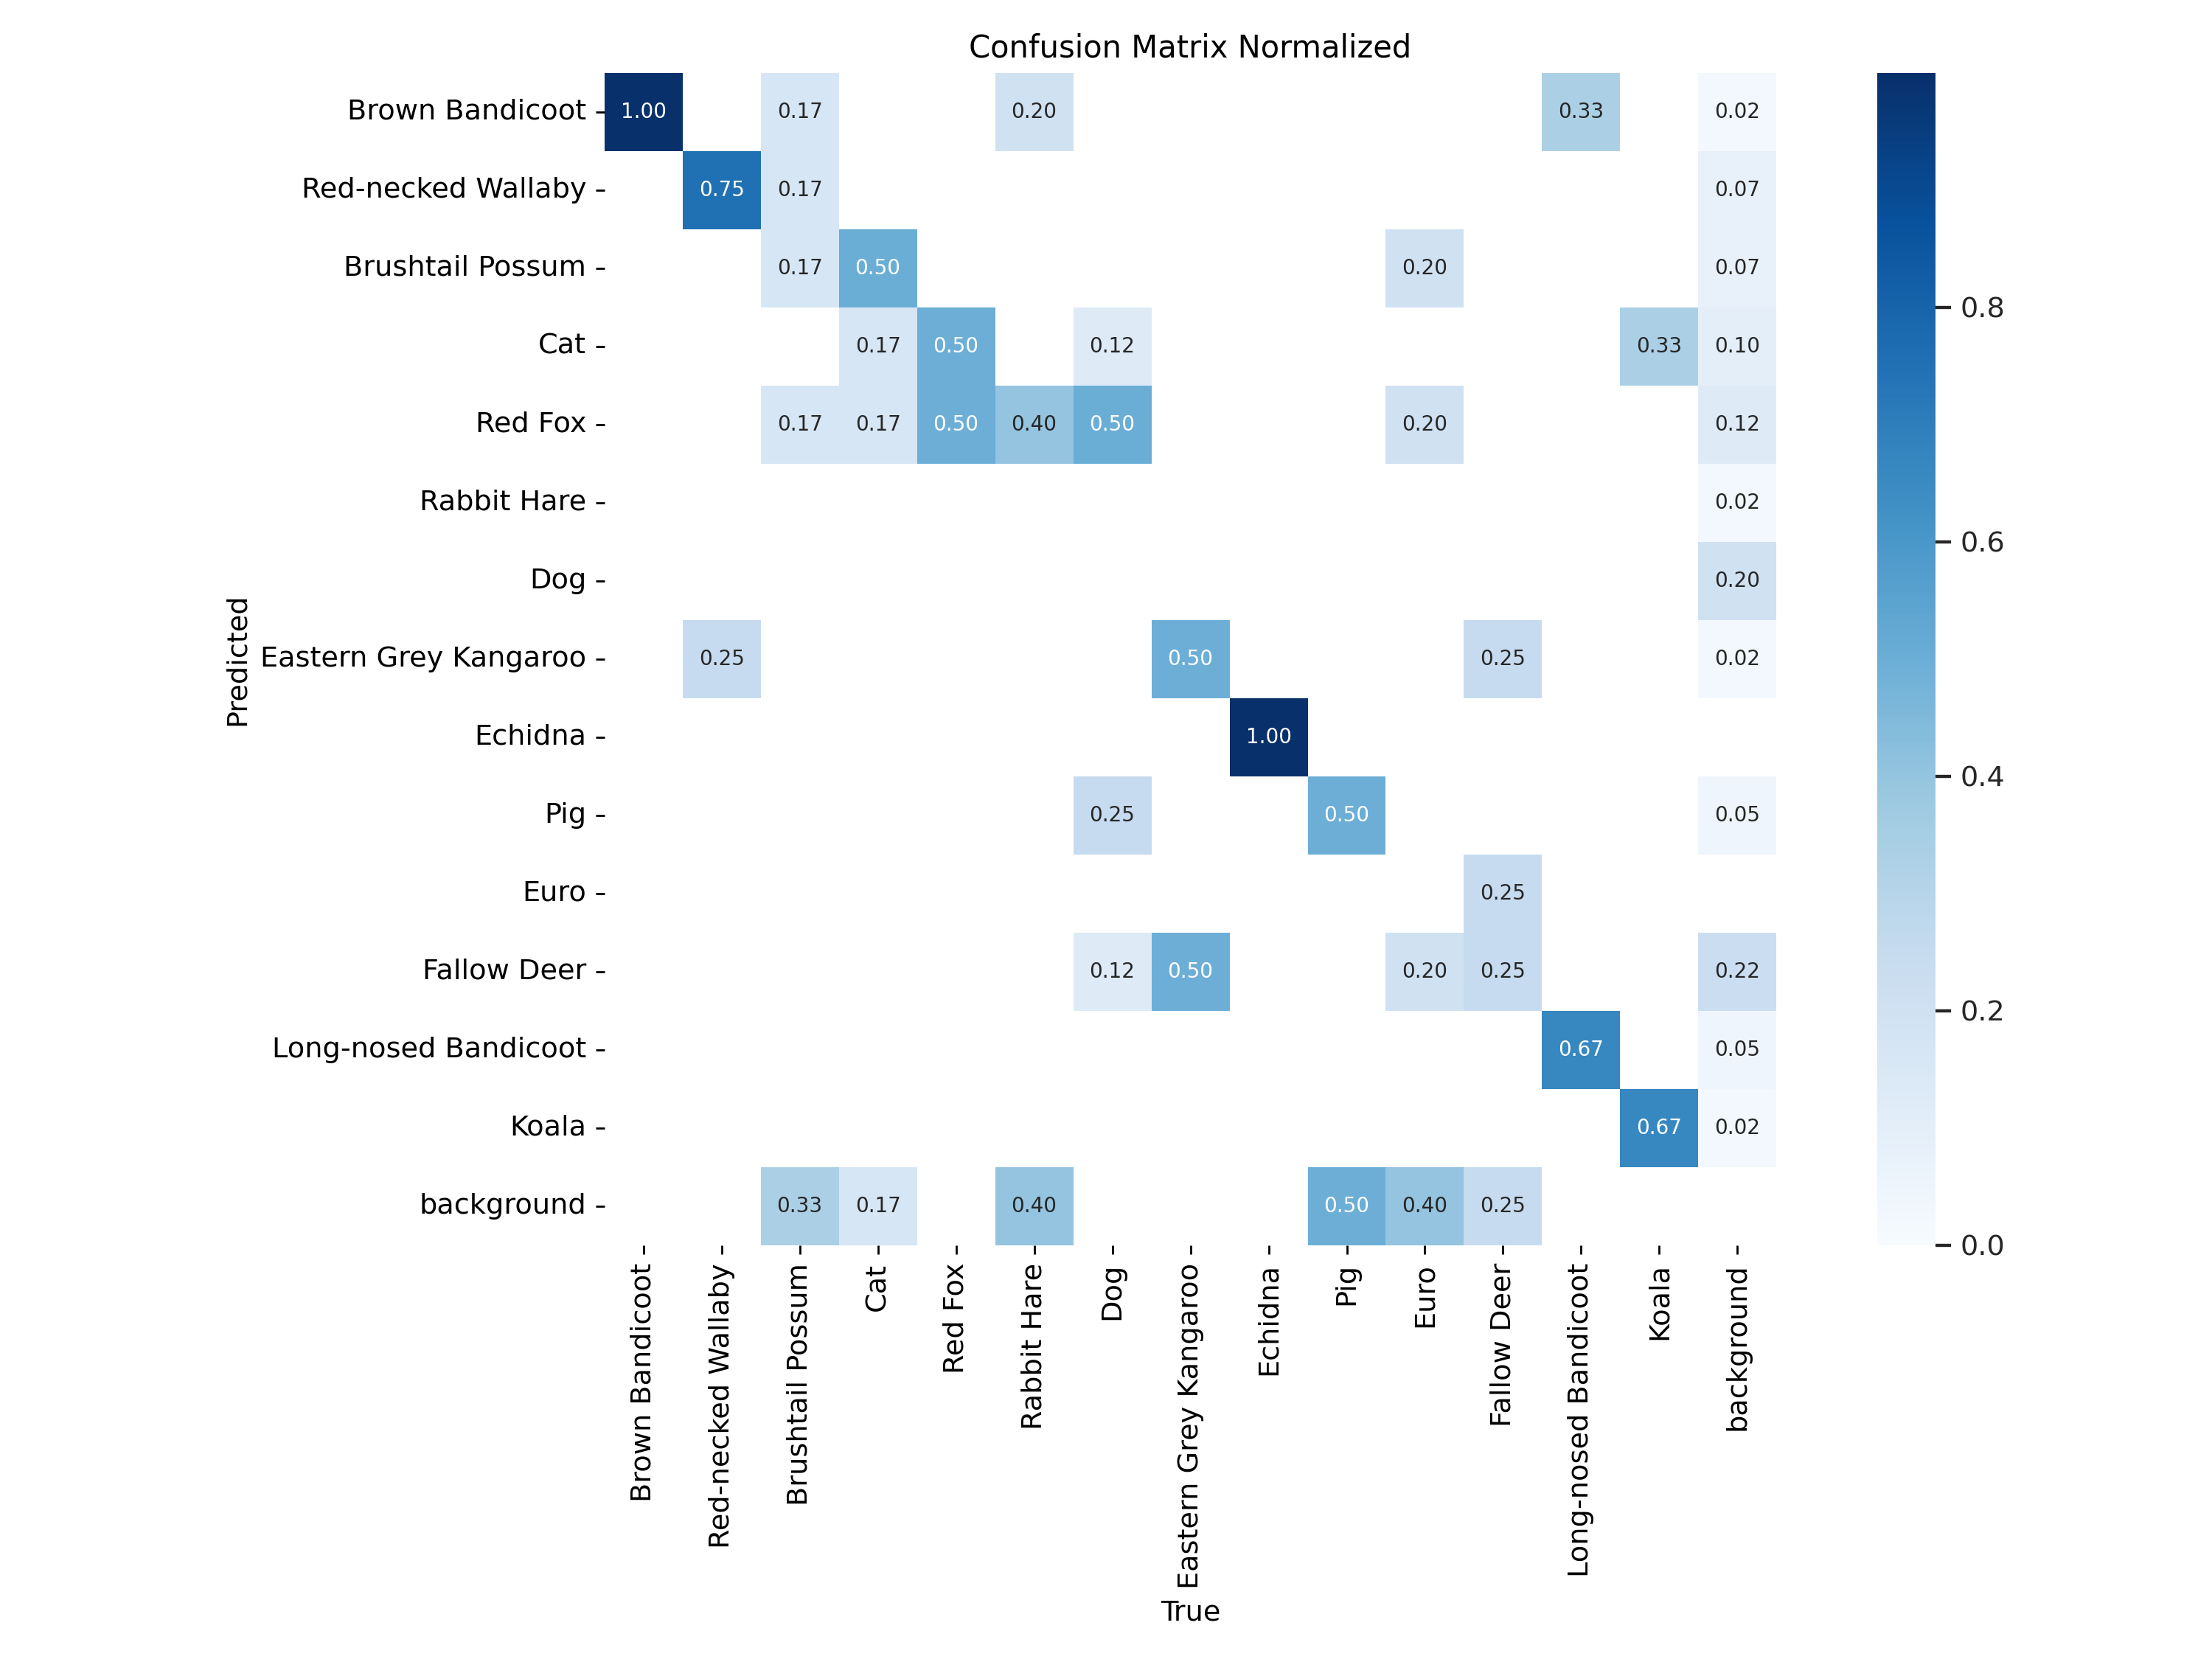 Confusion Matrix Normalized
Brown Bandicoot 1.00 0.17 0.20 0.33 0.02
Red-necked Wallaby 0.75 0.17 0.07
Brushtail Possum 0.17 0.50 0.20 0.07
Cat 0.17 0.50 0.12 0.33 0.10
Red Fox 0.17 0.17 0.50 0.40 0.50 0.20 0.12
Rabbit Hare 0.02
Dog 0.20
Eastern Grey Kangaroo 0.25 0.50 0.25 0.02
Echidna 1.00
Pig 0.25 0.50 0.05
Euro 0.25
Fallow Deer 0.12 0.50 0.20 0.25 0.22
Long-nosed Bandicoot 0.67 0.05
Koala 0.67 0.02
background 0.33 0.17 0.40 0.50 0.40 0.25
Predicted
Brown Bandicoot
Red-necked Wallaby
Brushtail Possum
Cat
Red Fox
Rabbit Hare
Dog
Eastern Grey Kangaroo
Echidna
Pig
Euro
Fallow Deer
Long-nosed Bandicoot
Koala
background
True
0.8
0.6
0.4
0.2
0.0